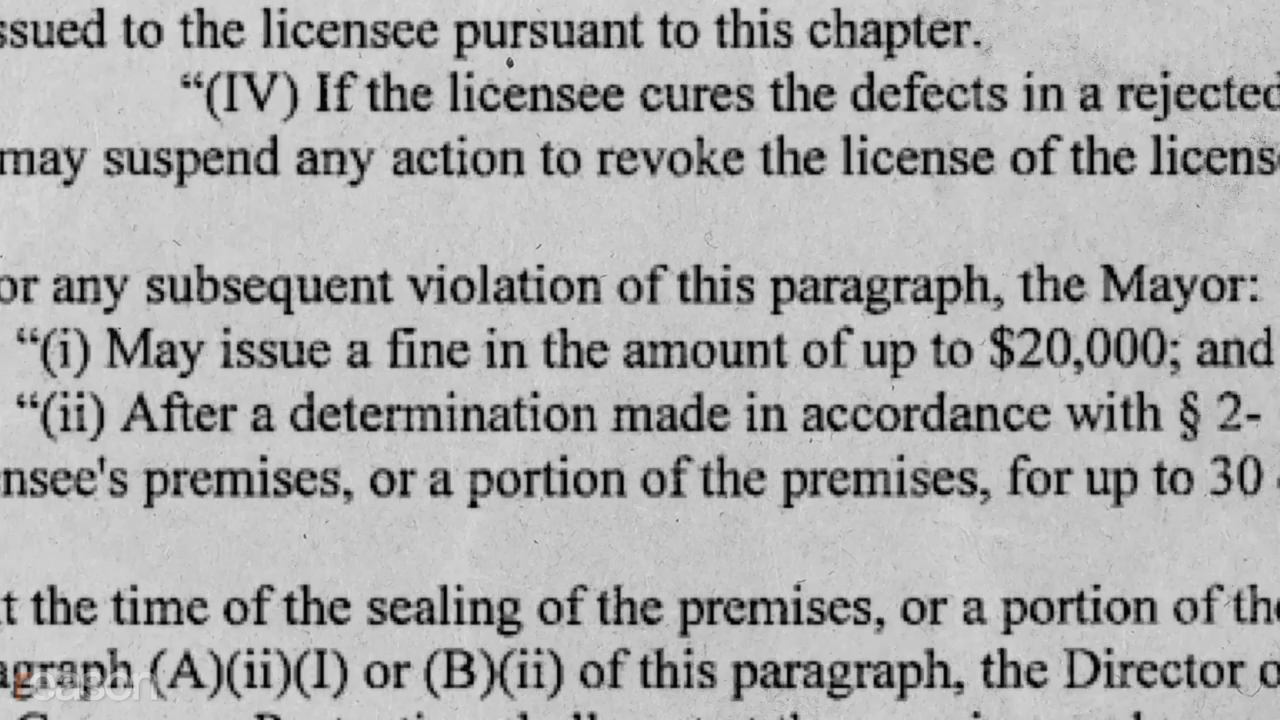 ssued to the licensee pursuant to this chapter.
“(IV) If the licensee cures the defects in a rejected
may suspend any action to revoke the license of the licens
or any subsequent violation of this paragraph, the Mayor:
“(i) May issue a fine in the amount of up to $20,000; and
“(ii) After a determination made in accordance with § 2-
ensee's premises, or a portion of the premises, for up to 30
t the time of the sealing of the premises, or a portion of the
agraph (A)(ii)(I) or (B)(ii) of this paragraph, the Director o
reason